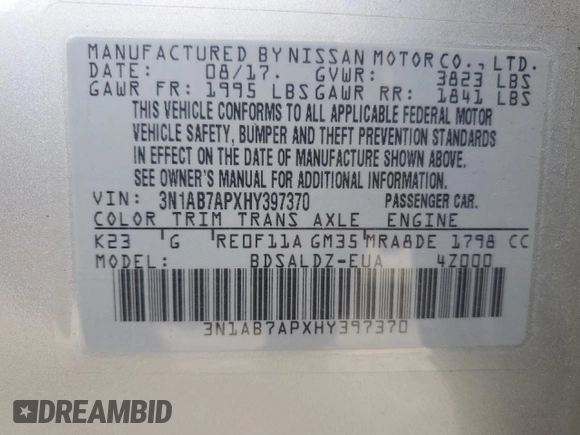 MANUFACTURED BY NISSAN MOTOR CO., LTD.
DATE: 08/17. GVWR: 3823 LBS
GAWR FR: 1995 LBS GAWR RR: 1841 LBS
THIS VEHICLE CONFORMS TO ALL APPLICABLE FEDERAL MOTOR
VEHICLE SAFETY, BUMPER AND THEFT PREVENTION STANDARDS
IN EFFECT ON THE DATE OF MANUFACTURE SHOWN ABOVE.
SEE OWNER'S MANUAL FOR ADDITIONAL INFORMATION.
VIN: 3N1AB7APXHY397370 PASSENGER CAR.
COLOR TRIM TRANS AXLE ENGINE
K23 G RE0F11A GM35 MRA8DE 1798 CC
MODEL: BDSALDZ-EUA 4Z000
3N1AB7APXHY397370
DREAMBID